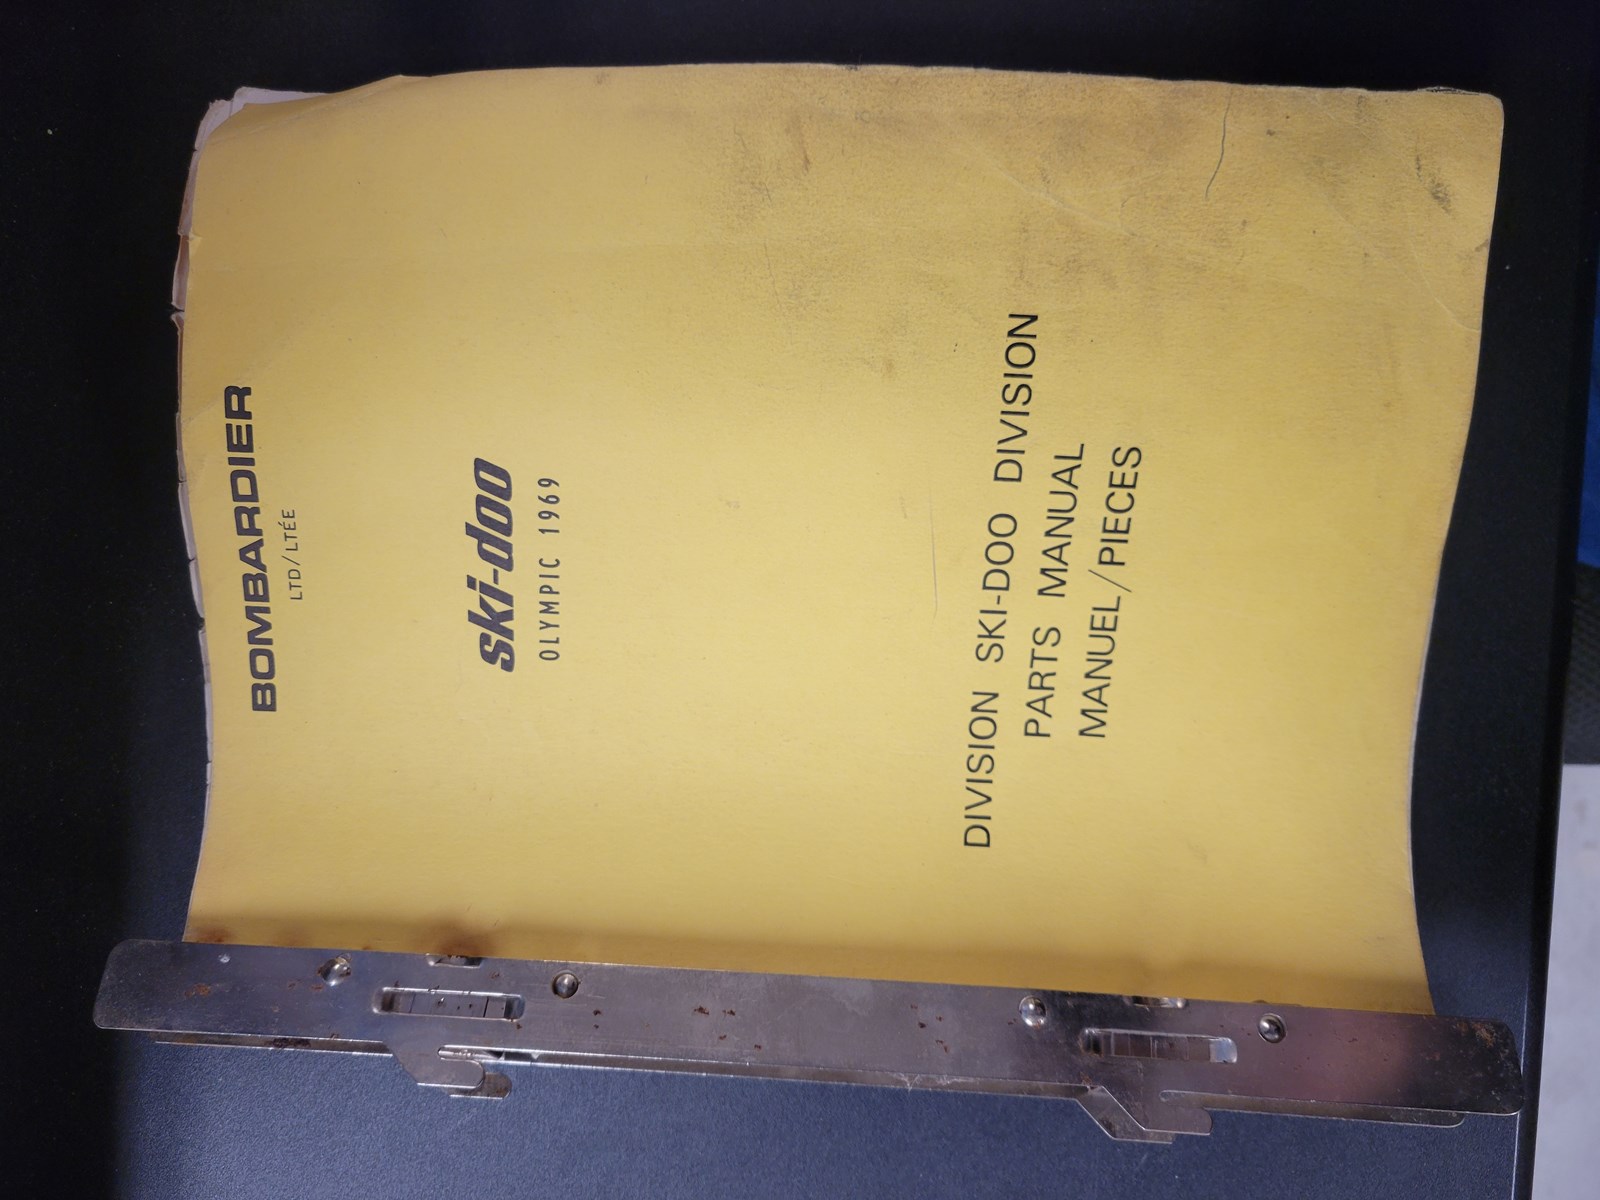 BOMBARDIER
LTD/LTÉE
ski-doo
OLYMPIC 1969
DIVISION SKI-DOO DIVISION
PARTS MANUAL
MANUEL/PIECES